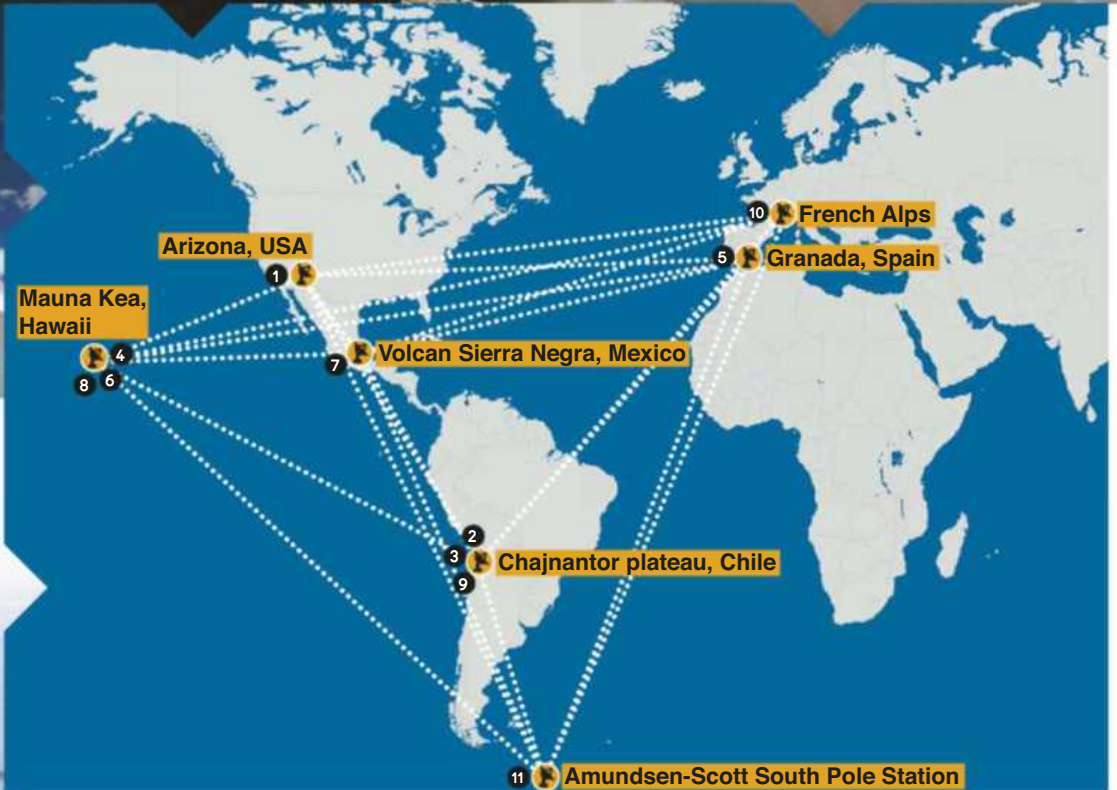 10 French Alps
Arizona, USA
5 Granada, Spain
1
Mauna Kea,
Hawaii
4
7 Volcan Sierra Negra, Mexico
8 6
2
3 Chajnantor plateau, Chile
9
11 Amundsen-Scott South Pole Station